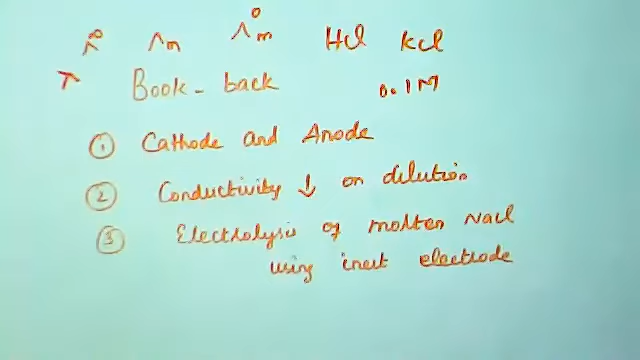 λ° Λm Λ°m HCl KCl
Book - back 0.1M
① Cathode and Anode
② Conductivity ↓ on dilution
③ Electrolysis of molten NaCl
using inert electrode